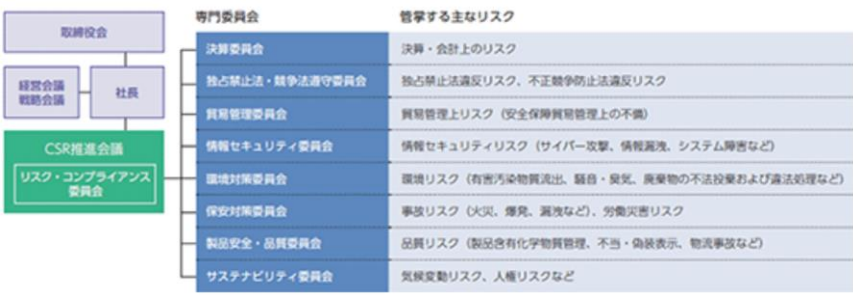 専門委員会 管掌する主なリスク
取締役会
経営会議
戦略会議
社長
CSR推進会議
リスク・コンプライアンス
委員会
決算委員会 決算・会計上のリスク
独占禁止法・競争法遵守委員会 独占禁止法違反リスク、不正競争防止法違反リスク
貿易管理委員会 貿易管理上リスク（安全保障貿易管理上の不備）
情報セキュリティ委員会 情報セキュリティリスク（サイバー攻撃、情報漏洩、システム障害など）
環境対策委員会 環境リスク（有害汚染物質流出、騒音・臭気、廃棄物の不法投棄および違法処理など）
保安対策委員会 事故リスク（火災、爆発、漏洩など）、労働災害リスク
製品安全・品質委員会 品質リスク（製品含有化学物質管理、不当・偽装表示、物流事故など）
サステナビリティ委員会 気候変動リスク、人権リスクなど